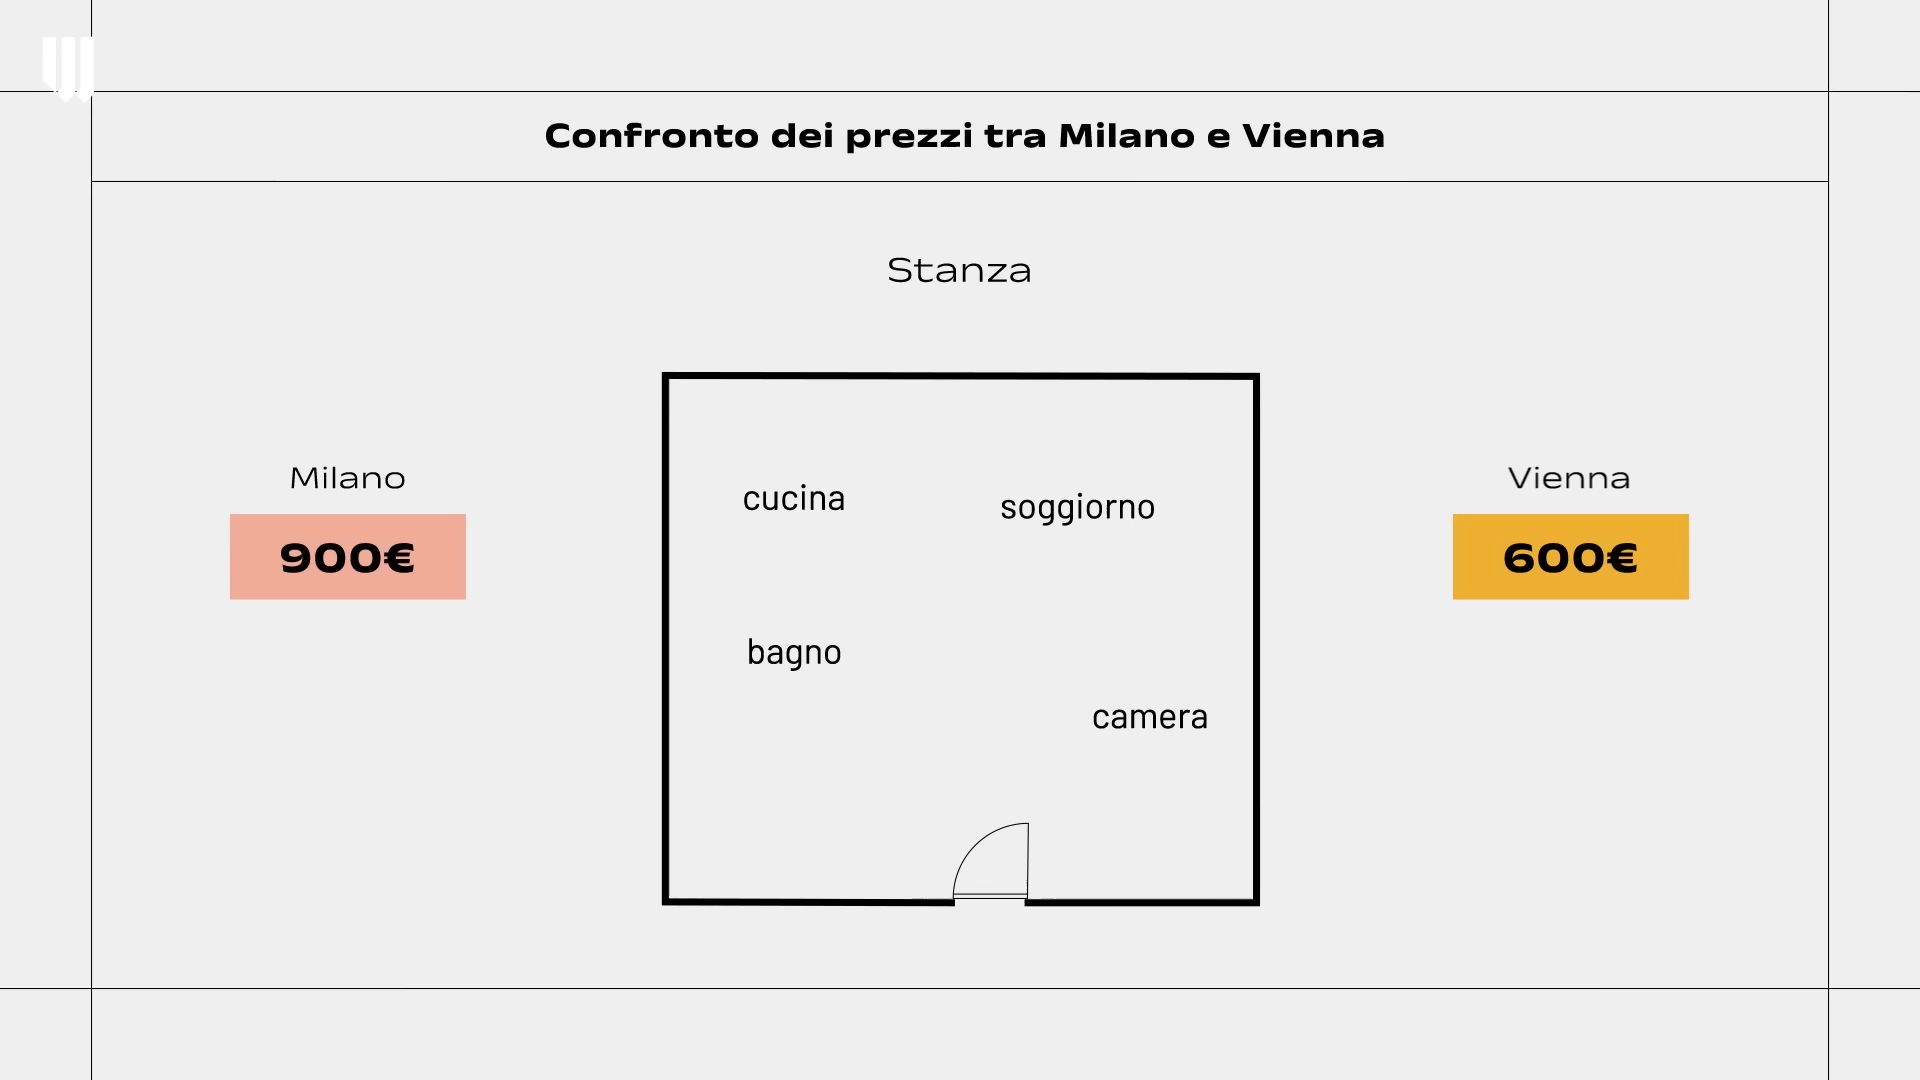 Confronto dei prezzi tra Milano e Vienna
Stanza
Milano
900€
cucina
soggiorno
bagno
camera
Vienna
600€